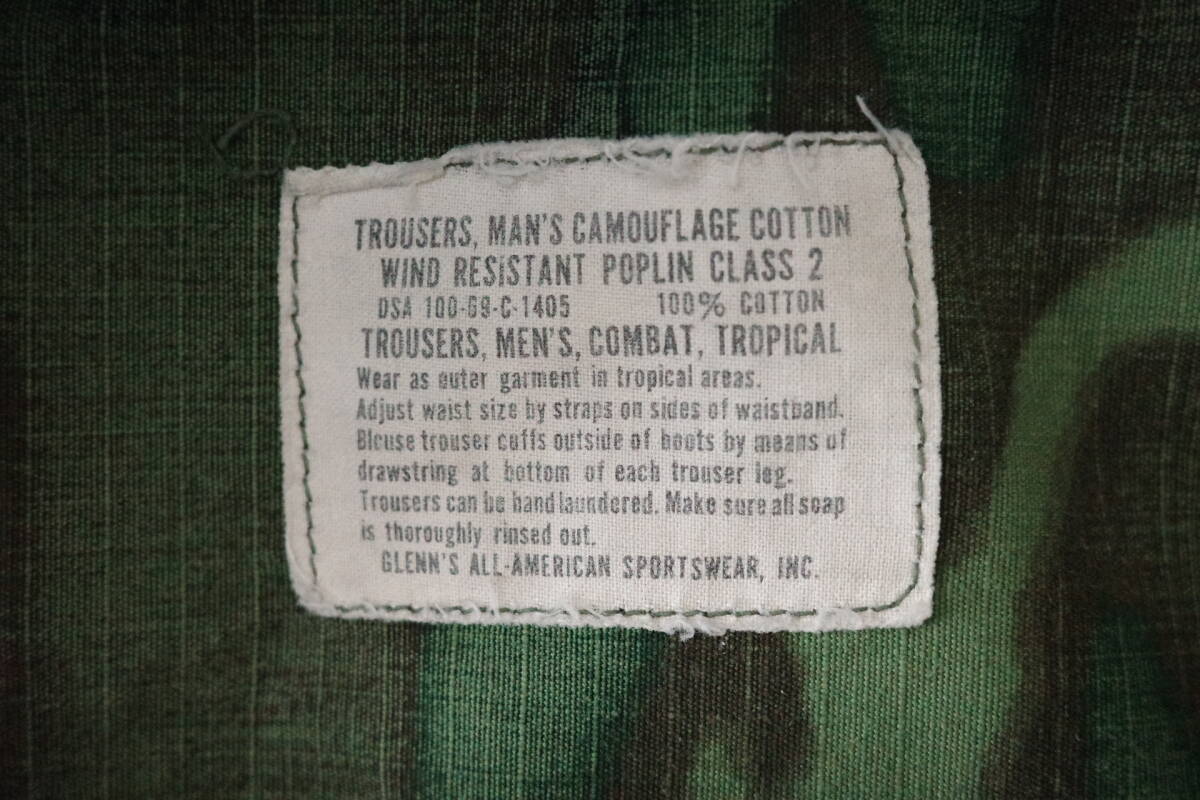 TROUSERS, MAN'S CAMOUFLAGE COTTON
WIND RESISTANT POPLIN CLASS 2
DSA 100-69-C-1405 100% COTTON
TROUSERS, MEN'S, COMBAT, TROPICAL
Wear as outer garment in tropical areas.
Adjust waist size by straps on sides of waistband.
Blouse trouser cuffs outside of boots by means of
drawstring at bottom of each trouser leg.
Trousers can be hand laundered. Make sure all soap
is thoroughly rinsed out.
GLENN'S ALL-AMERICAN SPORTSWEAR, INC.